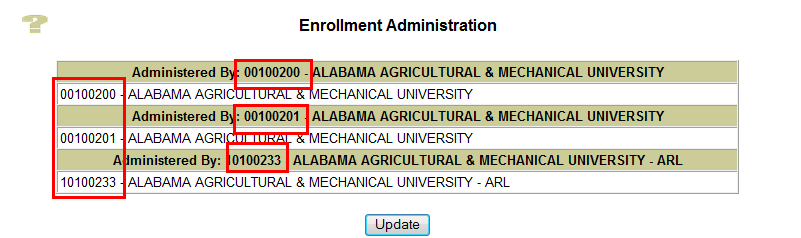 ?
Enrollment Administration
Administered By: 00100200 - ALABAMA AGRICULTURAL & MECHANICAL UNIVERSITY
00100200 - ALABAMA AGRICULTURAL & MECHANICAL UNIVERSITY
Administered By: 00100201 - ALABAMA AGRICULTURAL & MECHANICAL UNIVERSITY
00100201 - ALABAMA AGRICULTURAL & MECHANICAL UNIVERSITY
Administered By: 10100233 - ALABAMA AGRICULTURAL & MECHANICAL UNIVERSITY - ARL
10100233 - ALABAMA AGRICULTURAL & MECHANICAL UNIVERSITY - ARL
Update